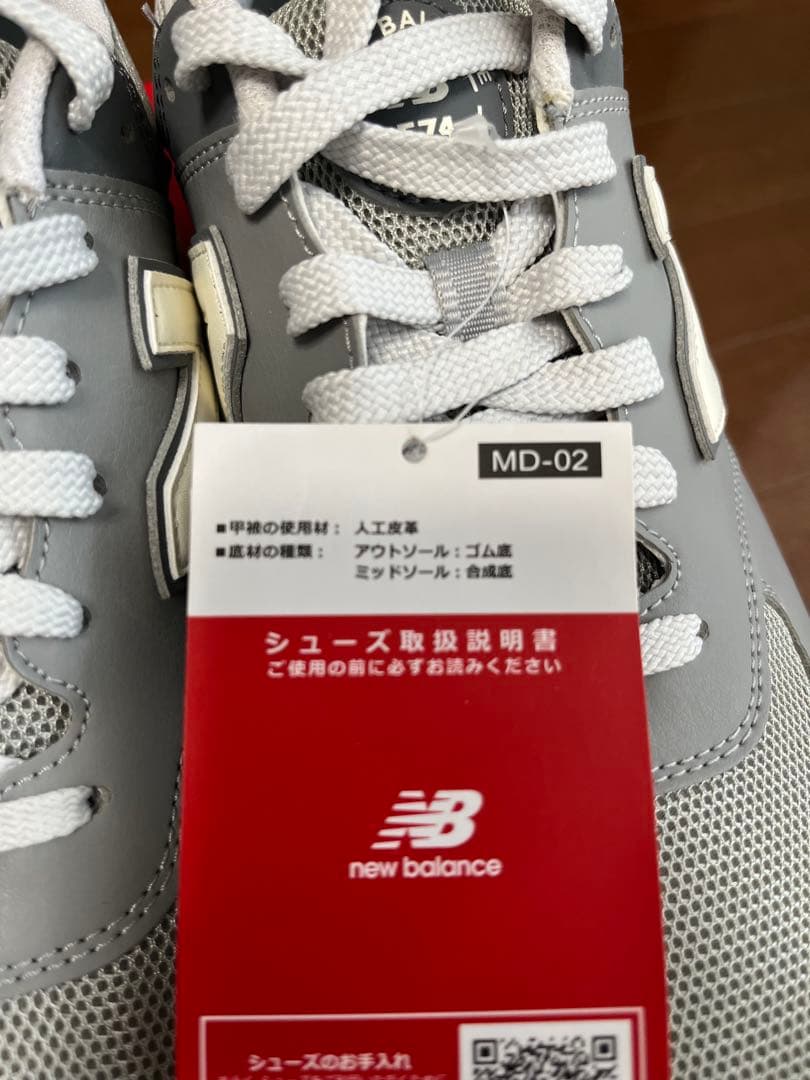 BAL
574
MD-02
■甲被の使用材： 人工皮革
■底材の種類： アウトソール：ゴム底
ミッドソール：合成底
シューズ取扱説明書
ご使用の前に必ずお読みください
NB
new balance
シューズのお手入れ